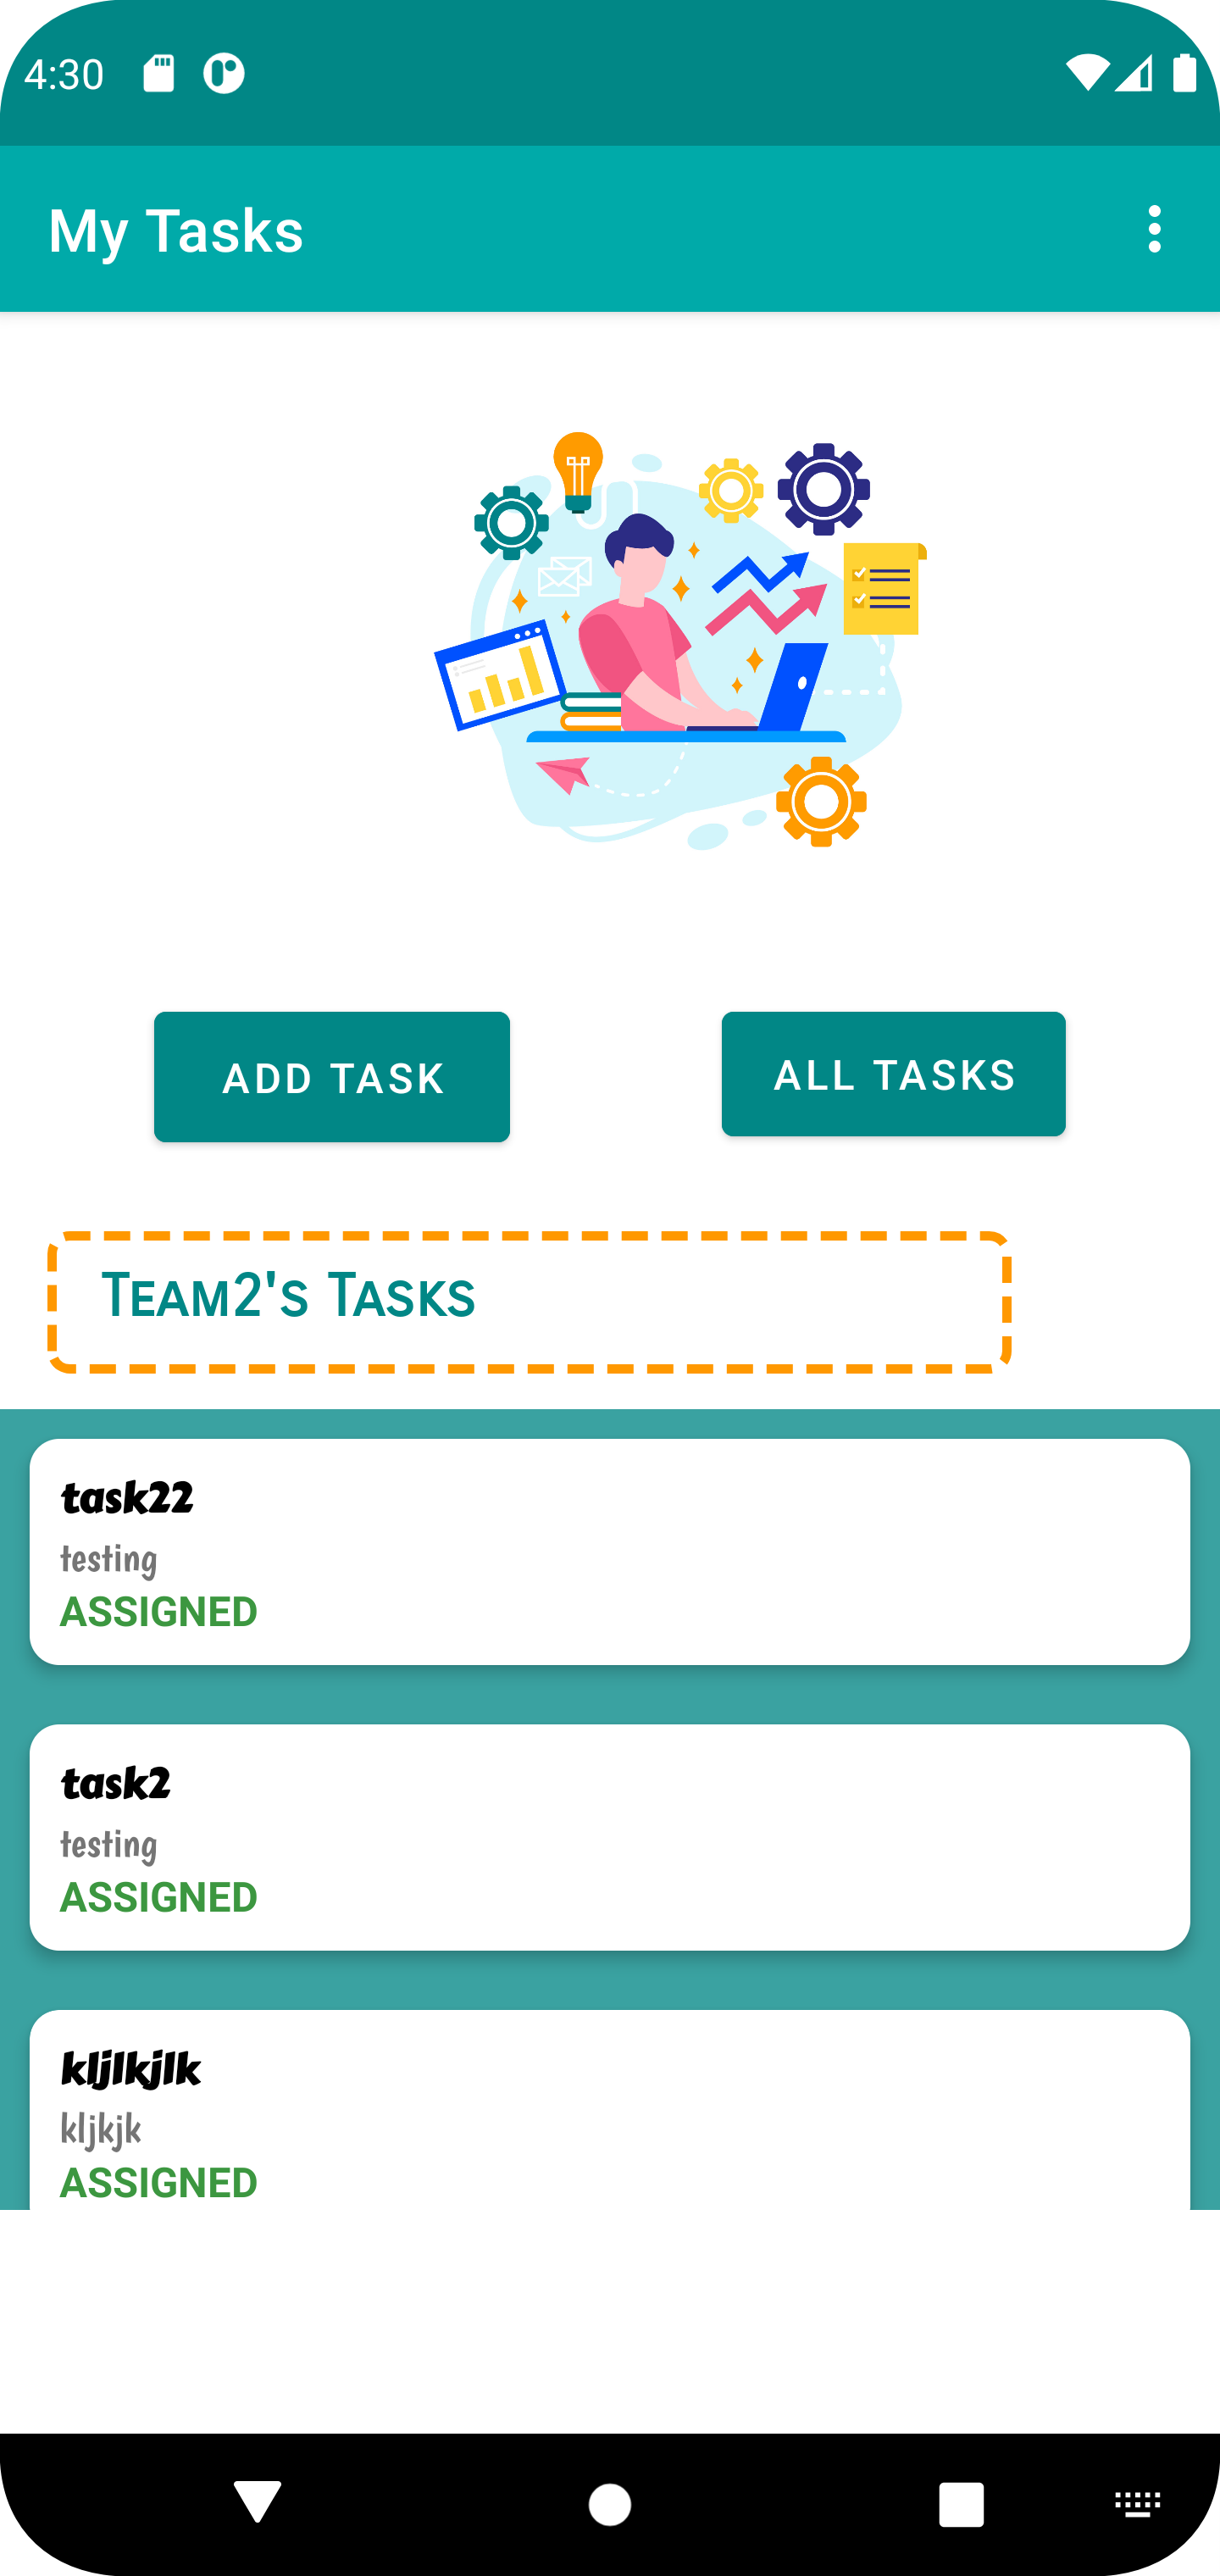 4:30
My Tasks
ADD TASK
ALL TASKS
Team2's Tasks
task22
testing
ASSIGNED
task2
testing
ASSIGNED
kljlkjlk
kljkjk
ASSIGNED